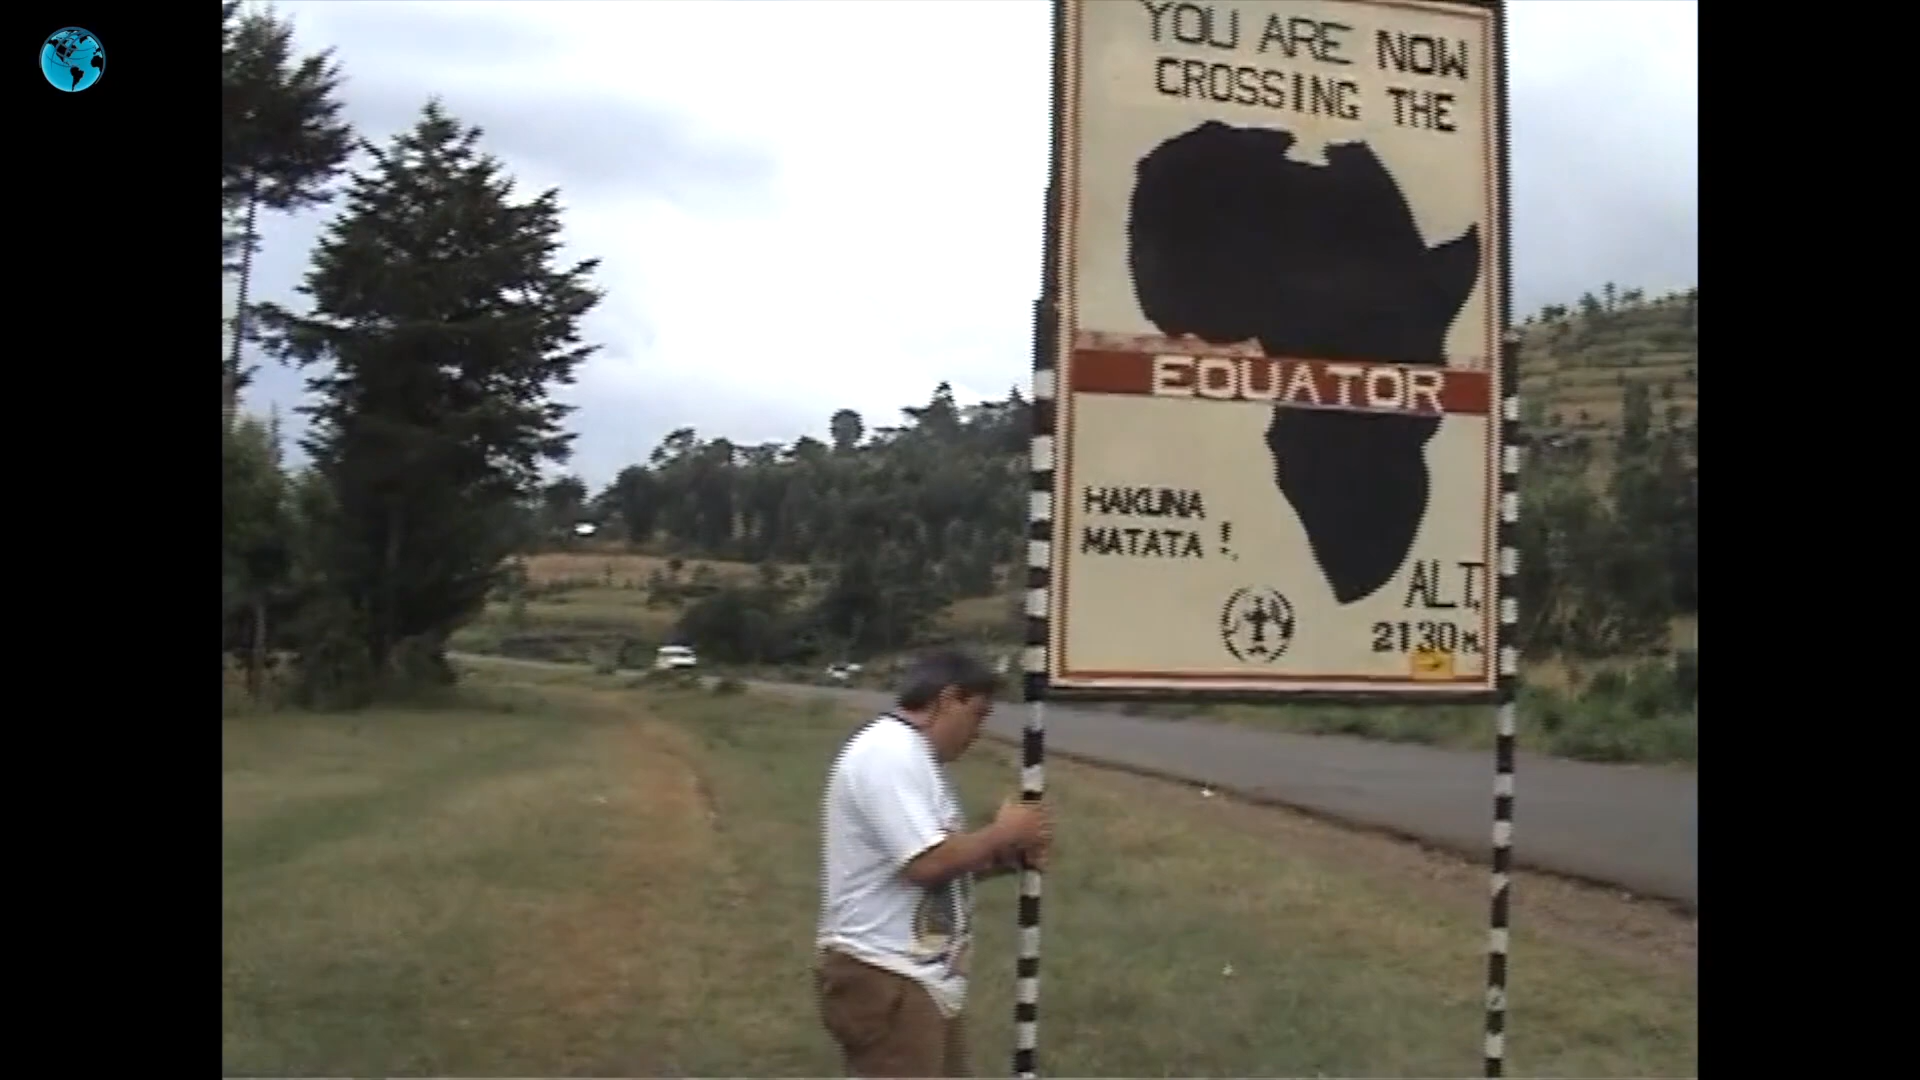 YOU ARE NOW
CROSSING THE
EQUATOR
HAKUNA
MATATA !
ALT.
2130M